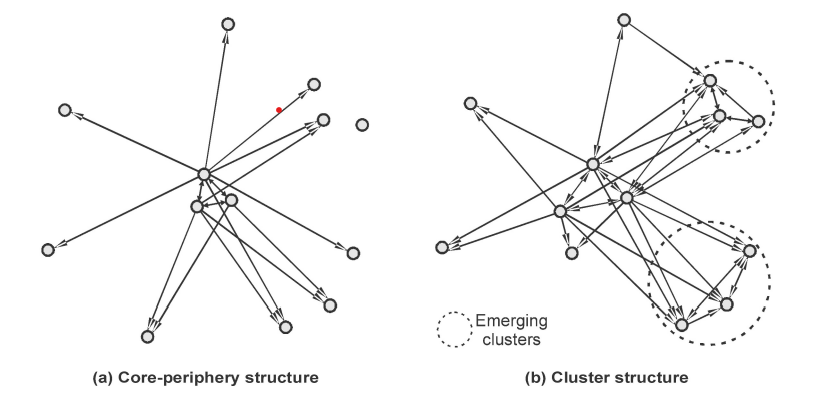 Emerging
clusters
(a) Core-periphery structure
(b) Cluster structure